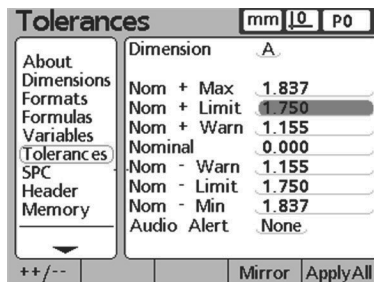 Tolerances
mm 0 P0
About
Dimensions
Formats
Formulas
Variables
Tolerances
SPC
Header
Memory
Dimension A
Nom + Max 1.837
Nom + Limit 1.750
Nom + Warn 1.155
Nominal 0.000
Nom - Warn 1.155
Nom - Limit 1.750
Nom - Min 1.837
Audio Alert None
++/-- Mirror ApplyAll